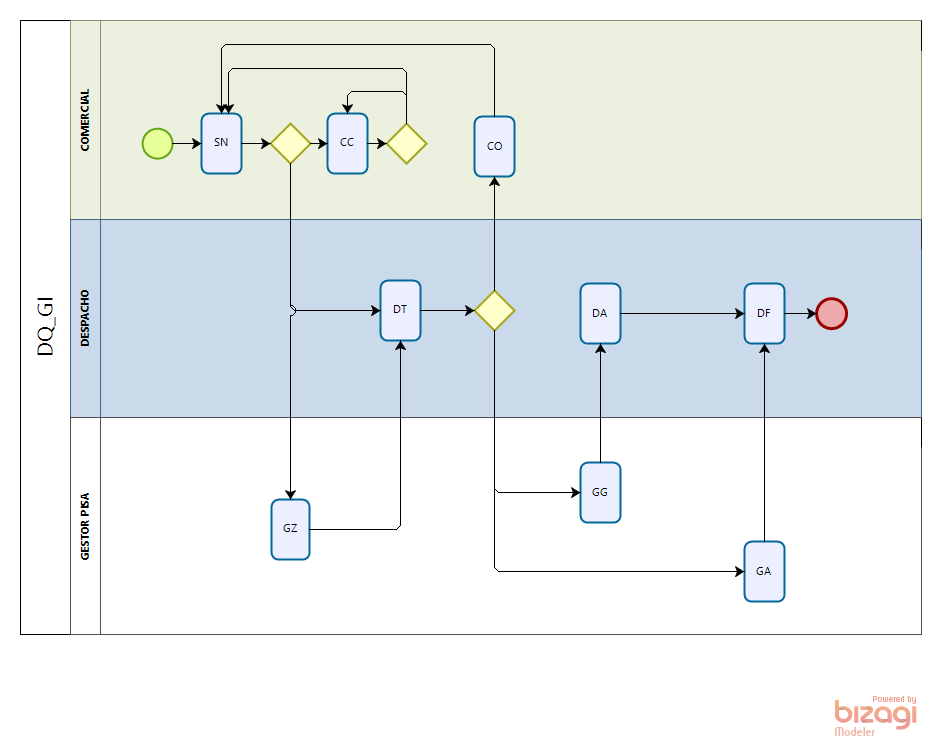 DQ_GI
COMERCIAL
SN
CC
CO
DESPACHO
DT
DA
DF
GESTOR PISA
GZ
GG
GA
Powered by
bizagi
Modeler